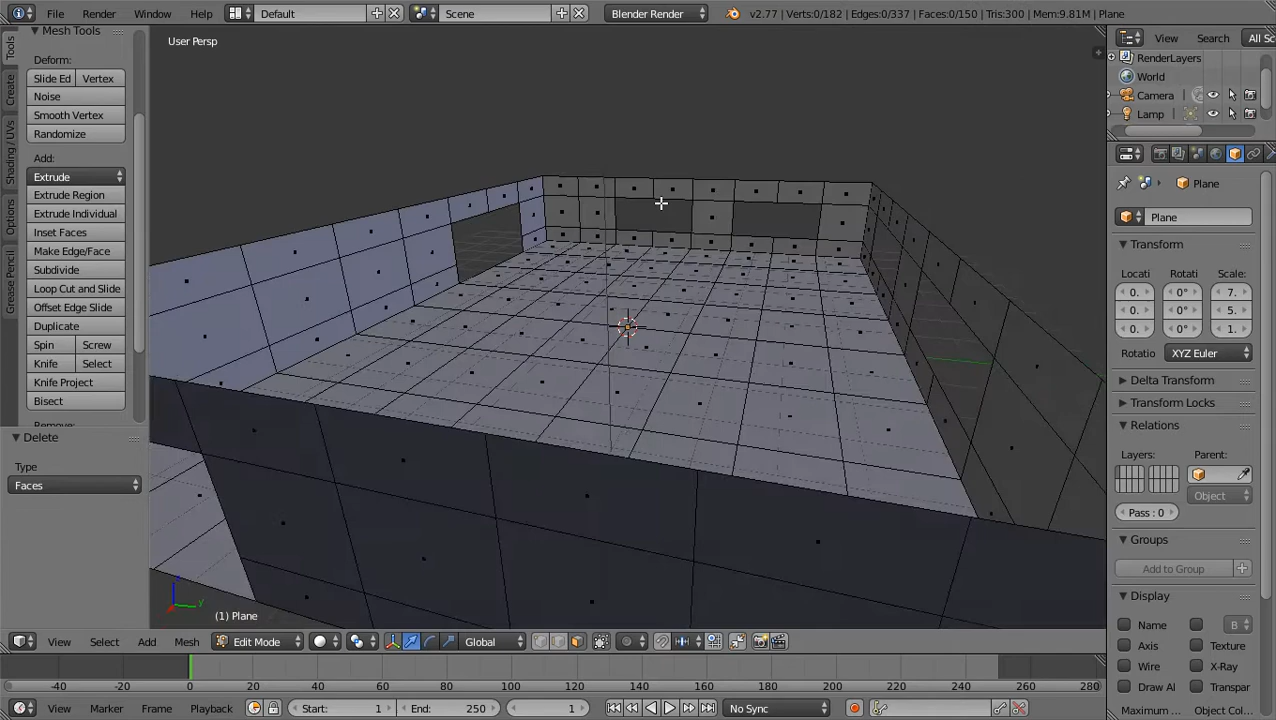 File Render Window Help Default Scene Blender Render v2.77 | Verts:0/182 | Edges:0/337 | Faces:0/150 | Tris:300 | Mem:9.81M | Plane
Tools
Create
Shading / UVs
Options
Grease Pencil
Mesh Tools
Deform:
Slide Ed Vertex
Noise
Smooth Vertex
Randomize
Add:
Extrude
Extrude Region
Extrude Individual
Inset Faces
Make Edge/Face
Subdivide
Loop Cut and Slide
Offset Edge Slide
Duplicate
Spin Screw
Knife Select
Knife Project
Bisect
Delete
Type
Faces
User Persp
(1) Plane
View Search All Sc
RenderLayers
World
Camera
Lamp
Plane
Plane
Transform
Locati Rotati Scale:
0. 0° 7.
0. 0° 5.
0. 0° 1.
Rotatio XYZ Euler
Delta Transform
Transform Locks
Relations
Layers: Parent:
Object
Pass : 0
Groups
Add to Group
Display
Name B
Axis Texture
Wire X-Ray
Draw Al Transpar
Maximum ... Object Col...
View Select Add Mesh Edit Mode Global
-40 -20 0 20 40 60 80 100 120 140 160 180 200 220 240 260 280
View Marker Frame Playback Start: 1 End: 250 1 No Sync